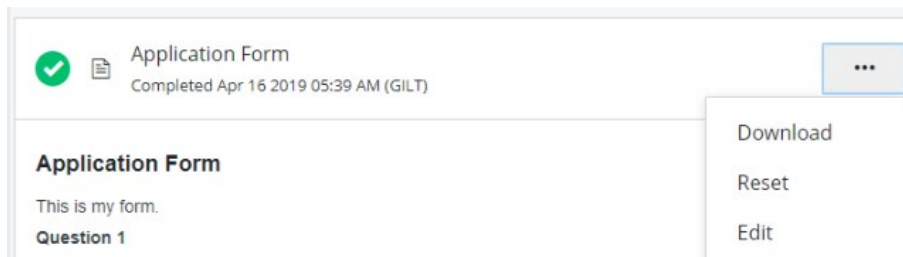 Application Form
Completed Apr 16 2019 05:39 AM (GILT)
...
Download
Application Form
Reset
This is my form.
Question 1
Edit